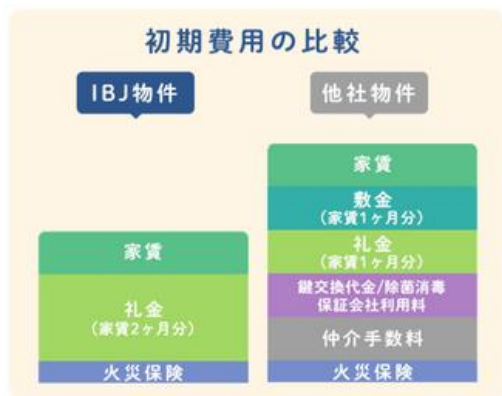 初期費用の比較
IBJ物件
他社物件
家賃
礼金
(家賃2ヶ月分)
火災保険
家賃
敷金
(家賃1ヶ月分)
礼金
(家賃1ヶ月分)
鍵交換代金/除菌消毒
保証会社利用料
仲介手数料
火災保険